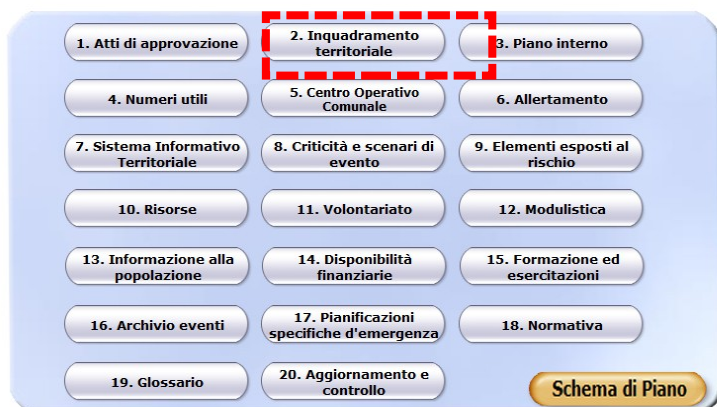 1. Atti di approvazione
2. Inquadramento
territoriale
3. Piano interno
4. Numeri utili
5. Centro Operativo
Comunale
6. Allertamento
7. Sistema Informativo
Territoriale
8. Criticità e scenari di
evento
9. Elementi esposti al
rischio
10. Risorse
11. Volontariato
12. Modulistica
13. Informazione alla
popolazione
14. Disponibilità
finanziarie
15. Formazione ed
esercitazioni
16. Archivio eventi
17. Pianificazioni
specifiche d'emergenza
18. Normativa
19. Glossario
20. Aggiornamento e
controllo
Schema di Piano